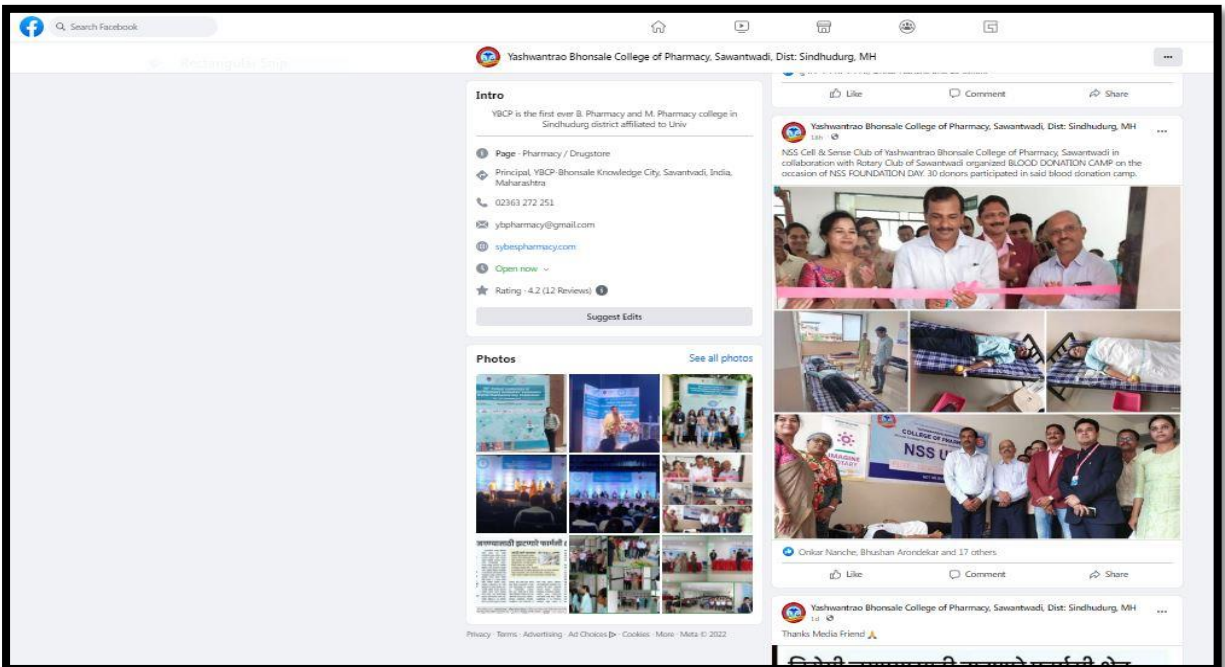 Search Facebook
Yashwantrao Bhonsale College of Pharmacy, Sawantwadi, Dist: Sindhudurg, MH
Intro
YBCP is the first ever B. Pharmacy and M. Pharmacy college in
Sindhudurg district affiliated to Univ
Page · Pharmacy / Drugstore
Principal, YBCP-Bhonsale Knowledge City, Savantvadi, India,
Maharashtra
02363 272 251
ybpharmacy@gmail.com
sybespharmacy.com
Open now
Rating · 4.2 (12 Reviews)
Suggest Edits
Photos
See all photos
Privacy · Terms · Advertising · Ad Choices · Cookies · More · Meta © 2022
Like Comment Share
Yashwantrao Bhonsale College of Pharmacy, Sawantwadi, Dist: Sindhudurg, MH
NSS Cell & Sense Club of Yashwantrao Bhonsale College of Pharmacy, Sawantwadi in
collaboration with Rotary Club of Sawantwadi organized BLOOD DONATION CAMP on the
occasion of NSS FOUNDATION DAY. 30 donors participated in said blood donation camp.
COLLEGE OF
NSS
IMAGINE
ROTARY
Onkar Nanche, Bhushan Arondekar and 17 others
Like Comment Share
Yashwantrao Bhonsale College of Pharmacy, Sawantwadi, Dist: Sindhudurg, MH
1d
Thanks Media Friend